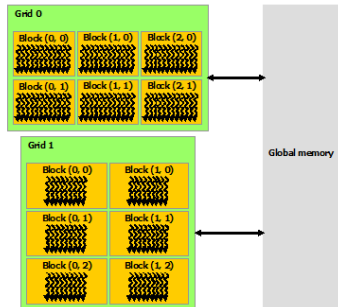 Grid 0
Block (0, 0) Block (1, 0) Block (2, 0)
Block (0, 1) Block (1, 1) Block (2, 1)
Grid 1
Block (0, 0) Block (1, 0)
Block (0, 1) Block (1, 1)
Block (0, 2) Block (1, 2)
Global memory